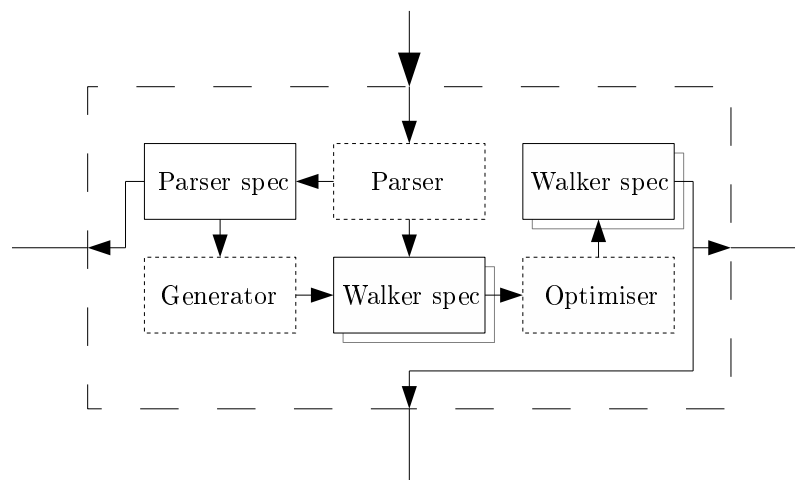 Parser spec
Parser
Walker spec
Generator
Walker spec
Optimiser